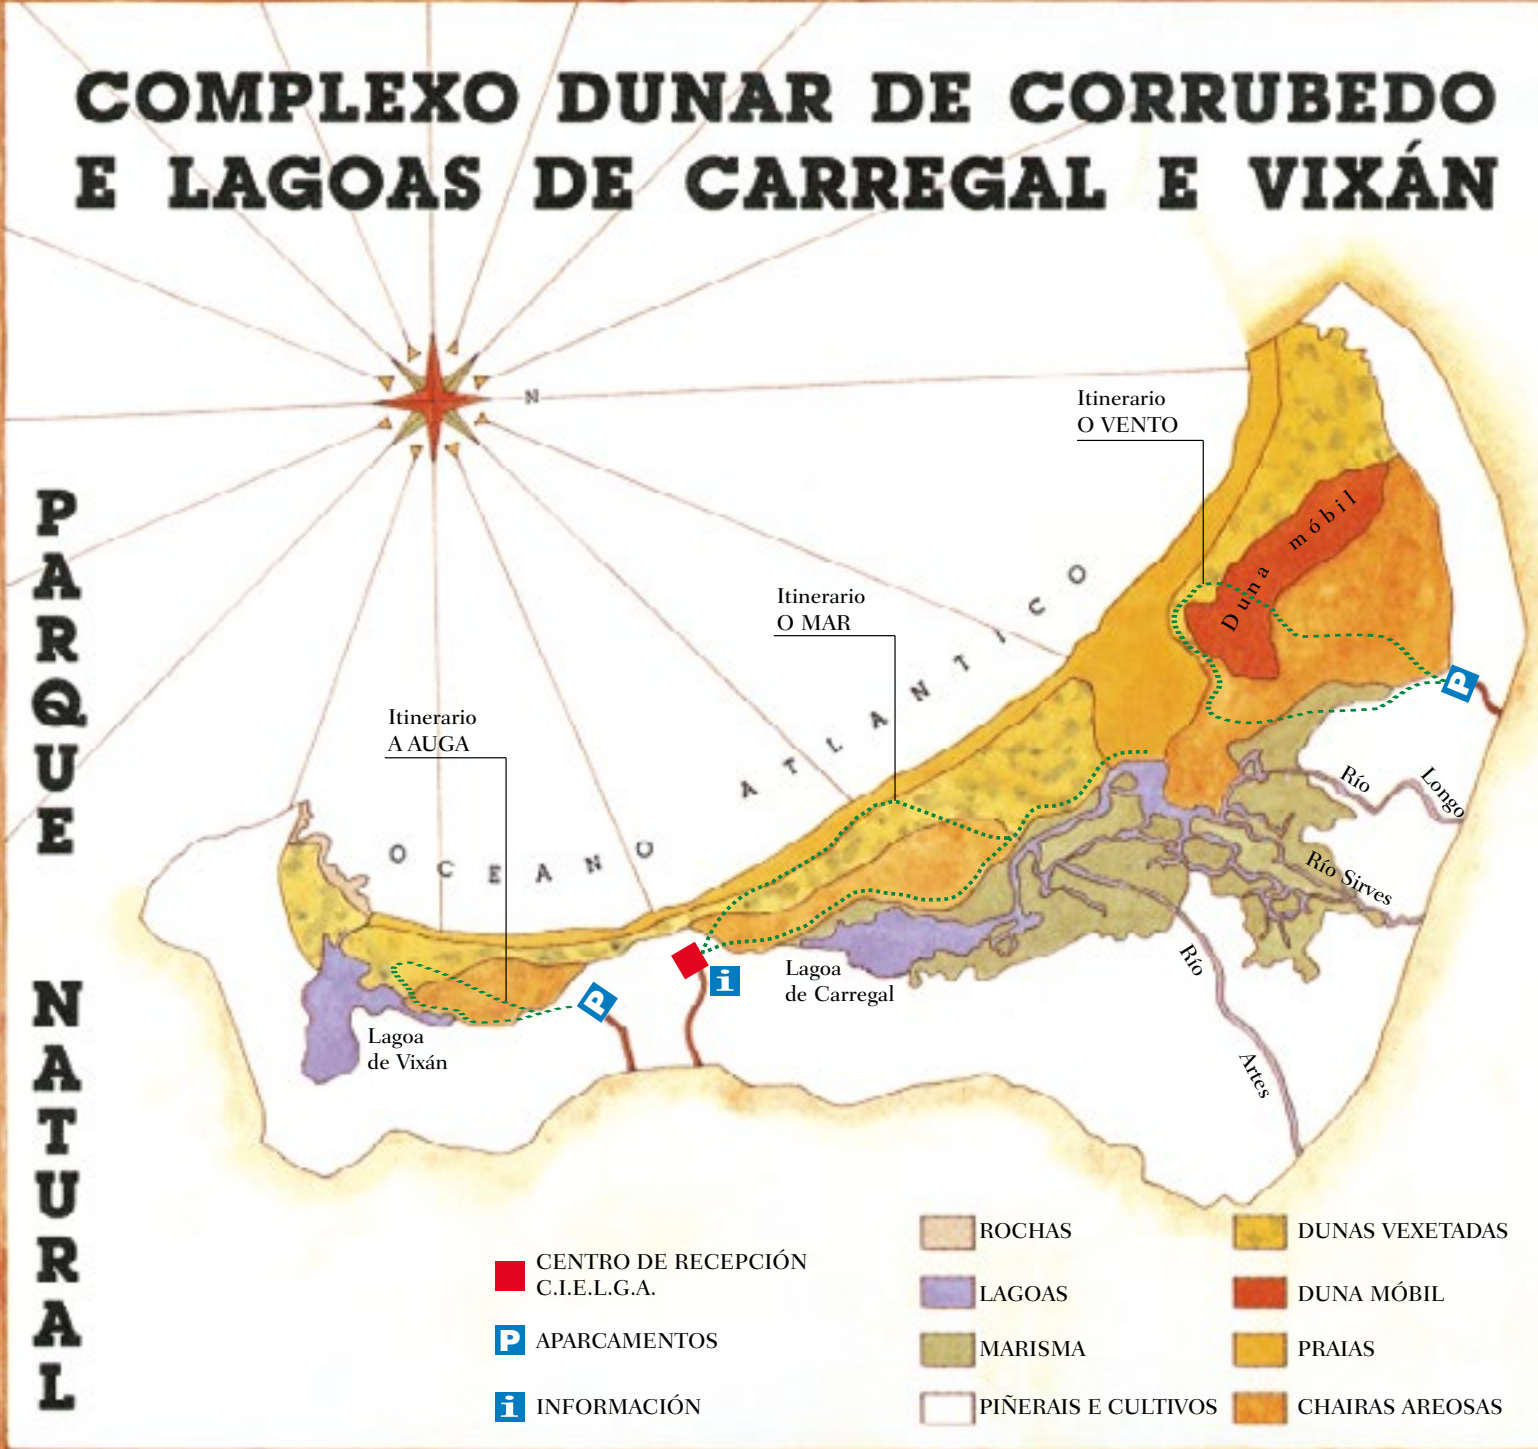 COMPLEXO DUNAR DE CORRUBEDO
E LAGOAS DE CARREGAL E VIXÁN
PARQUE
NATURAL
N
Itinerario
O VENTO
Duna móbil
Itinerario
O MAR
Itinerario
A AUGA
OCEANO ATLANTICO
P
Río Longo
Río Sirves
Río Artes
Lagoa
de Carregal
i
P
Lagoa
de Vixán
CENTRO DE RECEPCIÓN
C.I.E.L.G.A.
P APARCAMENTOS
i INFORMACIÓN
ROCHAS
LAGOAS
MARISMA
PIÑERAIS E CULTIVOS
DUNAS VEXETADAS
DUNA MÓBIL
PRAIAS
CHAIRAS AREOSAS